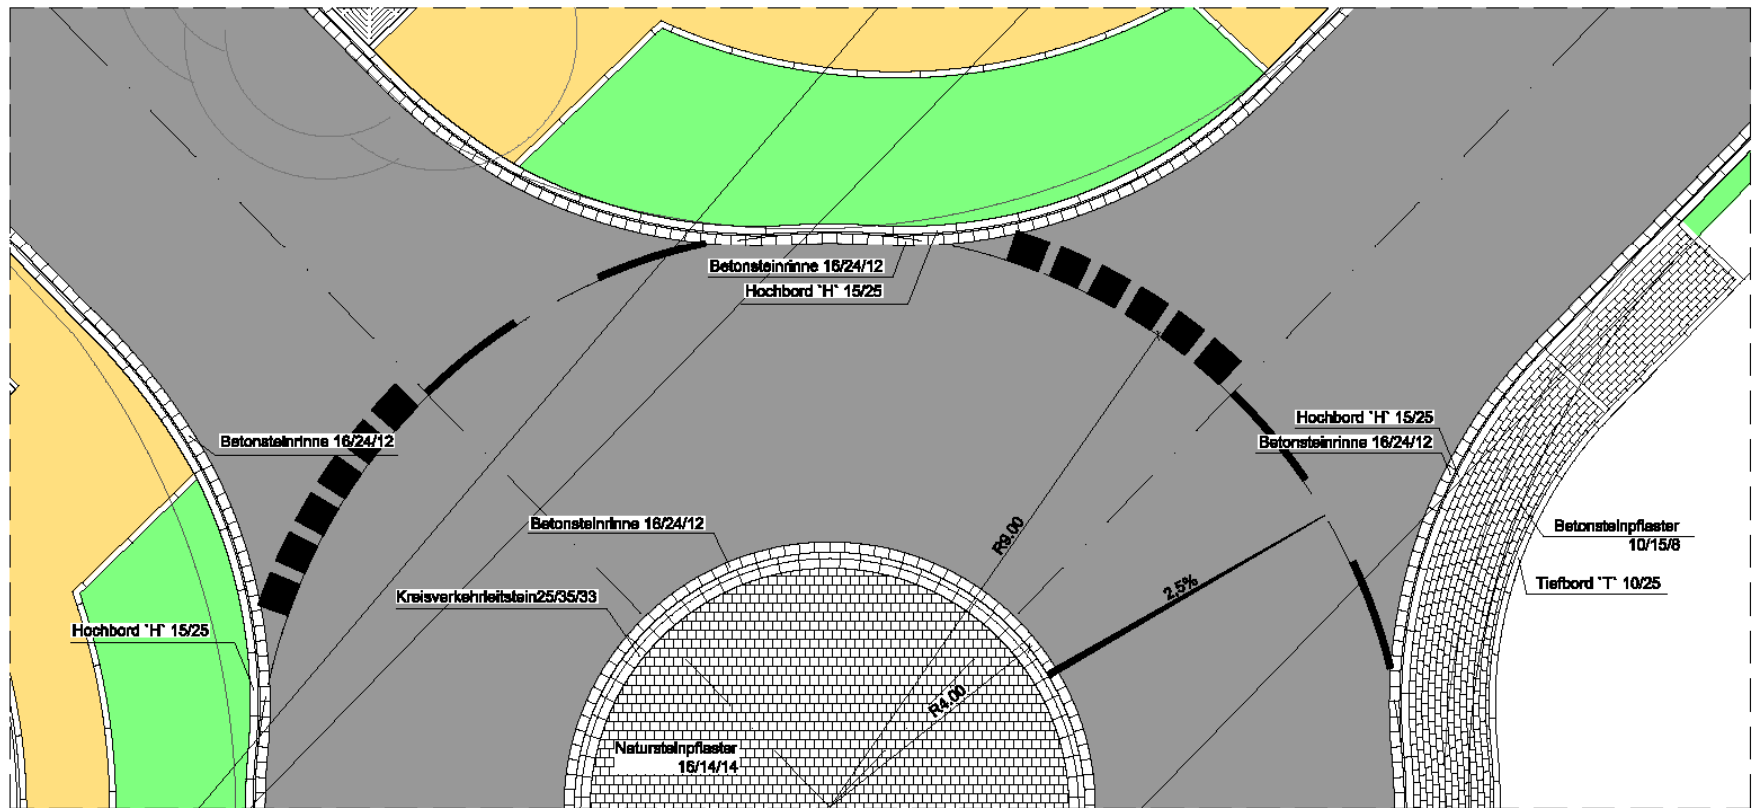 Betonsteinrinne 16/24/12
Hochbord `H` 15/25
Betonsteinrinne 16/24/12
Hochbord `H` 15/25
Betonsteinrinne 16/24/12
Betonsteinrinne 16/24/12
R9.00
Betonsteinpflaster
10/15/8
2,5%
Tiefbord `T` 10/25
Kreisverkehrleitstein25/35/33
Hochbord `H` 15/25
R4.00
Natursteinpflaster
16/14/14